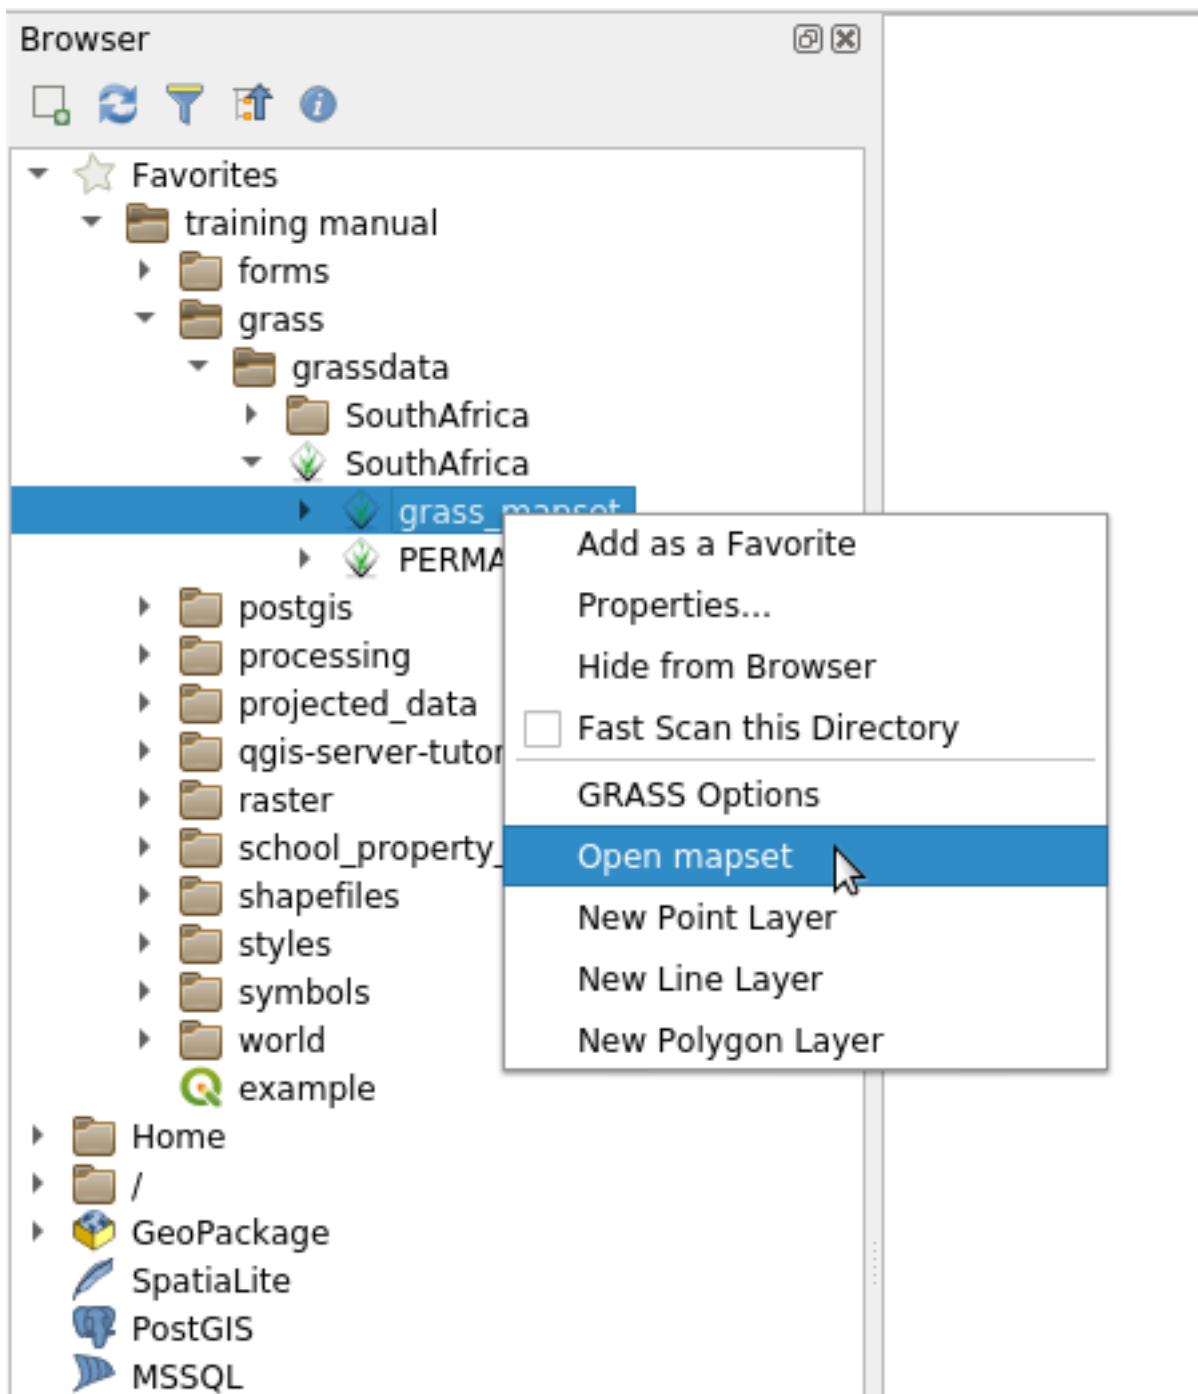 Browser
Favorites
training manual
forms
grass
grassdata
SouthAfrica
SouthAfrica
grass_mapset
PERMA
postgis
processing
projected_data
qgis-server-tutor
raster
school_property_
shapefiles
styles
symbols
world
example
Home
/
GeoPackage
SpatiaLite
PostGIS
MSSQL
Add as a Favorite
Properties...
Hide from Browser
Fast Scan this Directory
GRASS Options
Open mapset
New Point Layer
New Line Layer
New Polygon Layer